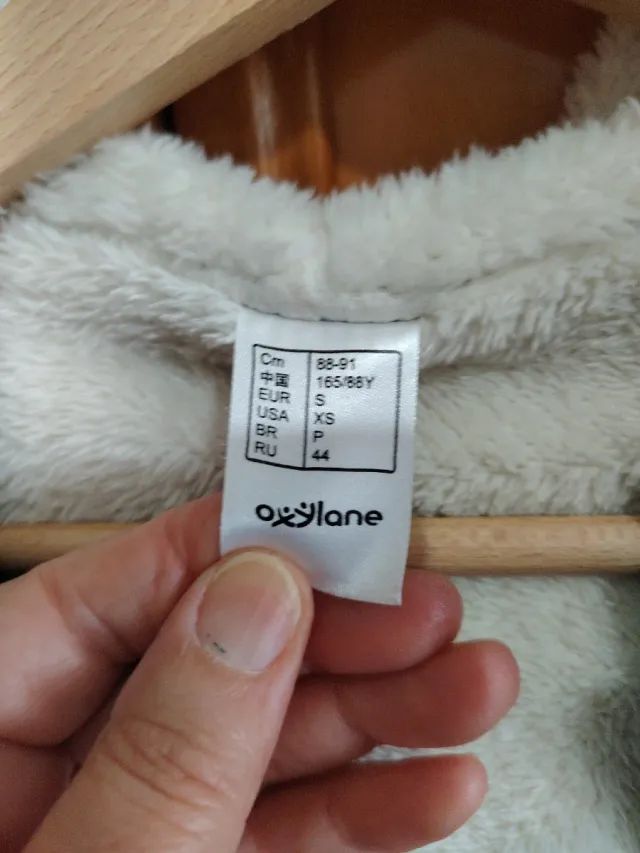 Cm 88-91
中国 165/88Y
EUR S
USA XS
BR P
RU 44
oxylane